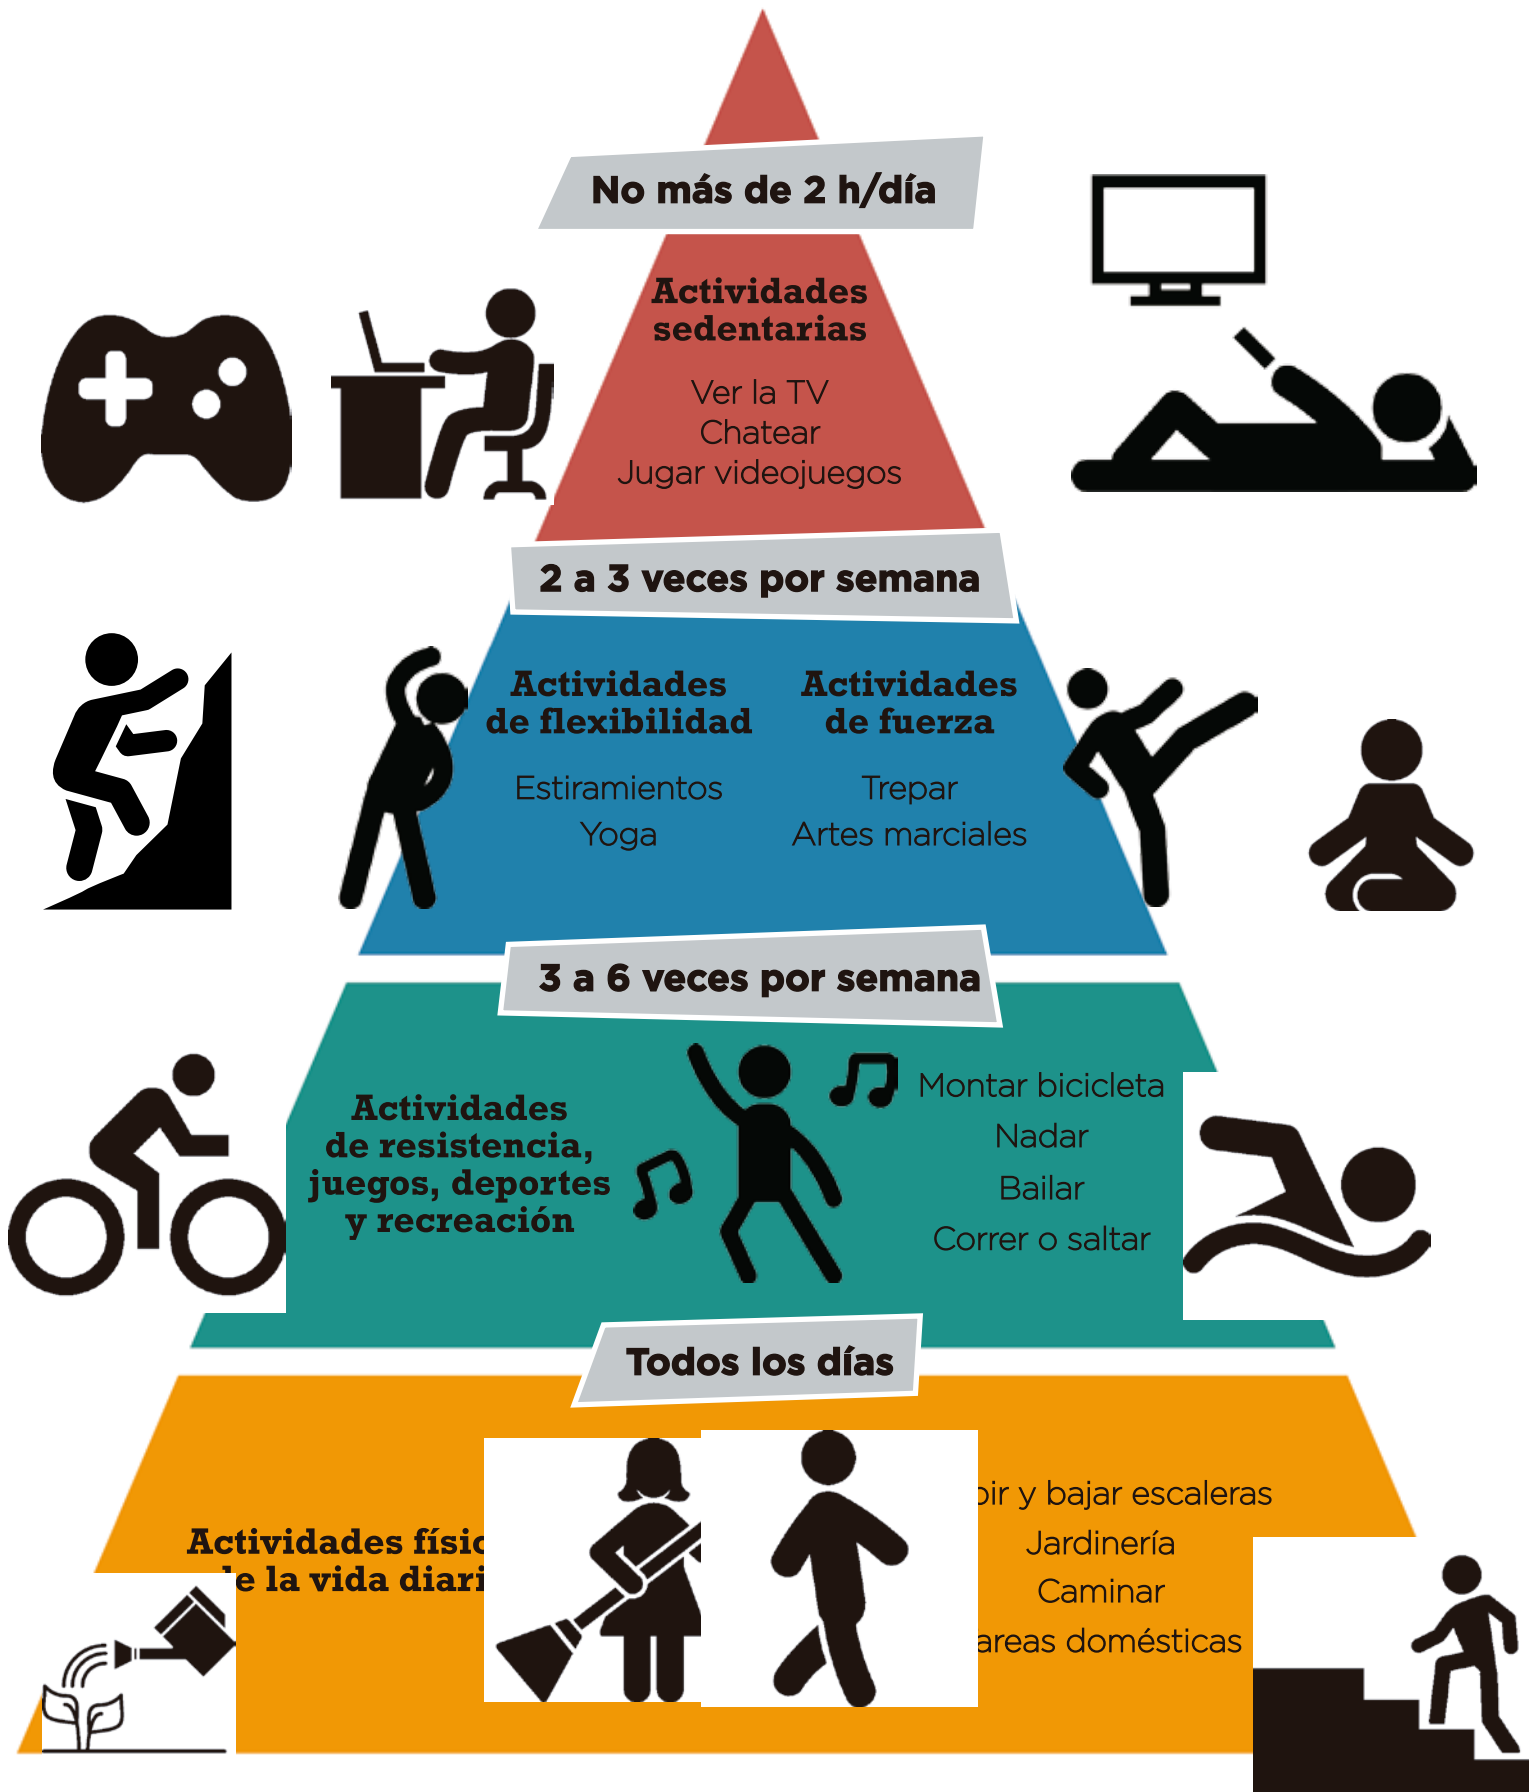 No más de 2 h/día
Actividades
sedentarias
Ver la TV
Chatear
Jugar videojuegos
2 a 3 veces por semana
Actividades
de flexibilidad
Estiramientos
Yoga
Actividades
de fuerza
Trepar
Artes marciales
3 a 6 veces por semana
Actividades
de resistencia,
juegos, deportes
y recreación
Montar bicicleta
Nadar
Bailar
Correr o saltar
Todos los días
Actividades
la vida
y bajar escaleras
Jardinería
Caminar
domésticas